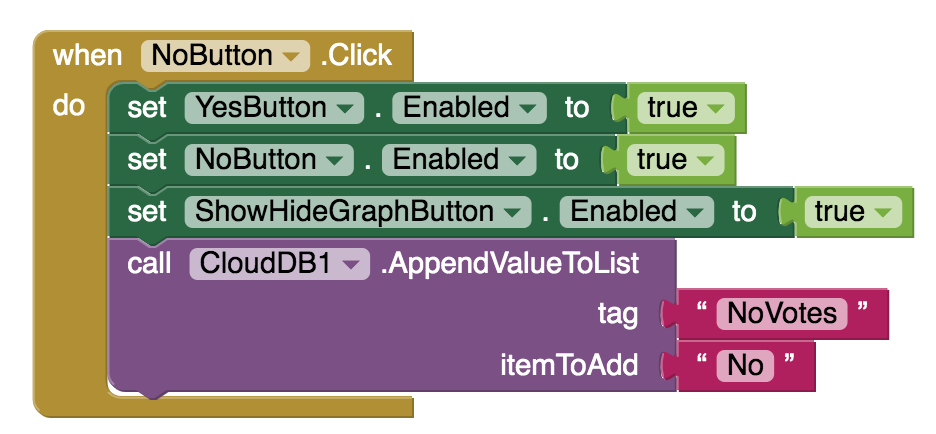 when NoButton .Click
do set YesButton . Enabled to true
set NoButton . Enabled to true
set ShowHideGraphButton . Enabled to true
call CloudDB1 .AppendValueToList
tag “ NoVotes ”
itemToAdd “ No ”